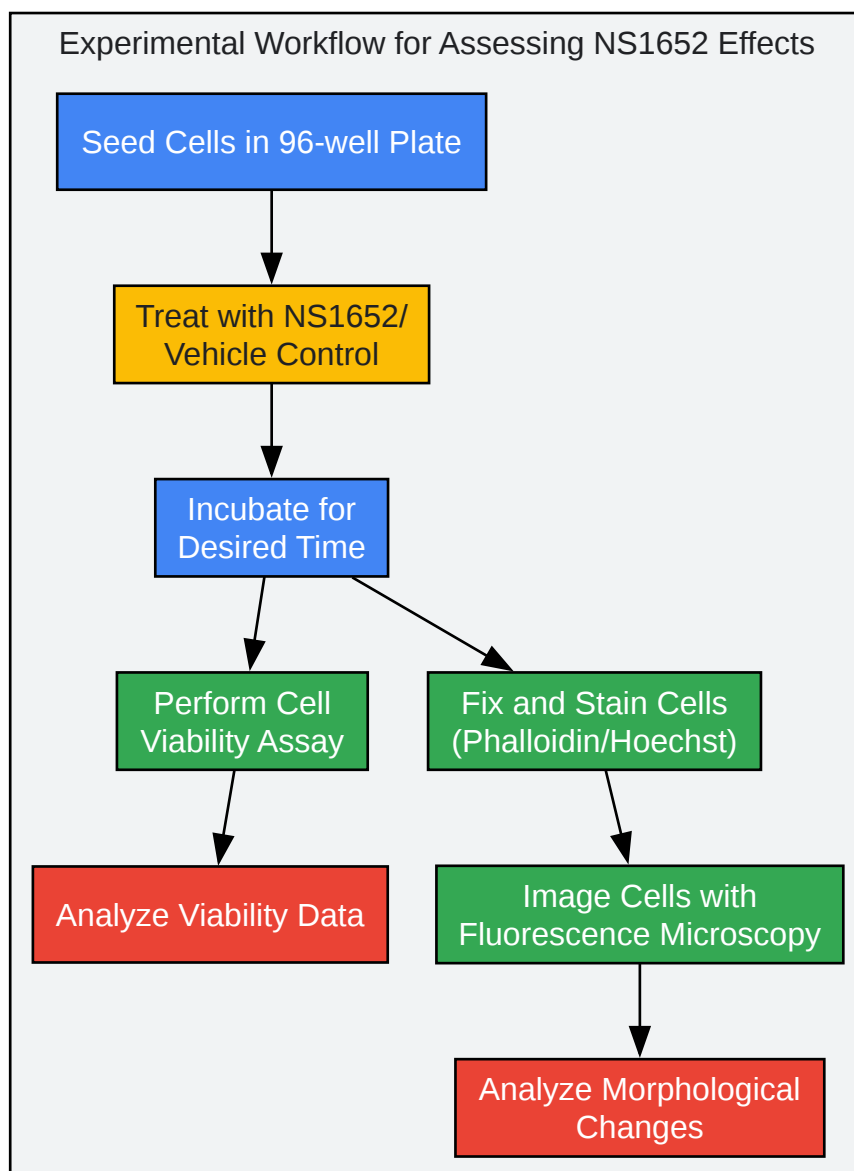 Experimental Workflow for Assessing NS1652 Effects
Seed Cells in 96-well Plate
Treat with NS1652/
Vehicle Control
Incubate for
Desired Time
Perform Cell
Viability Assay
Fix and Stain Cells
(Phalloidin/Hoechst)
Analyze Viability Data
Image Cells with
Fluorescence Microscopy
Analyze Morphological
Changes